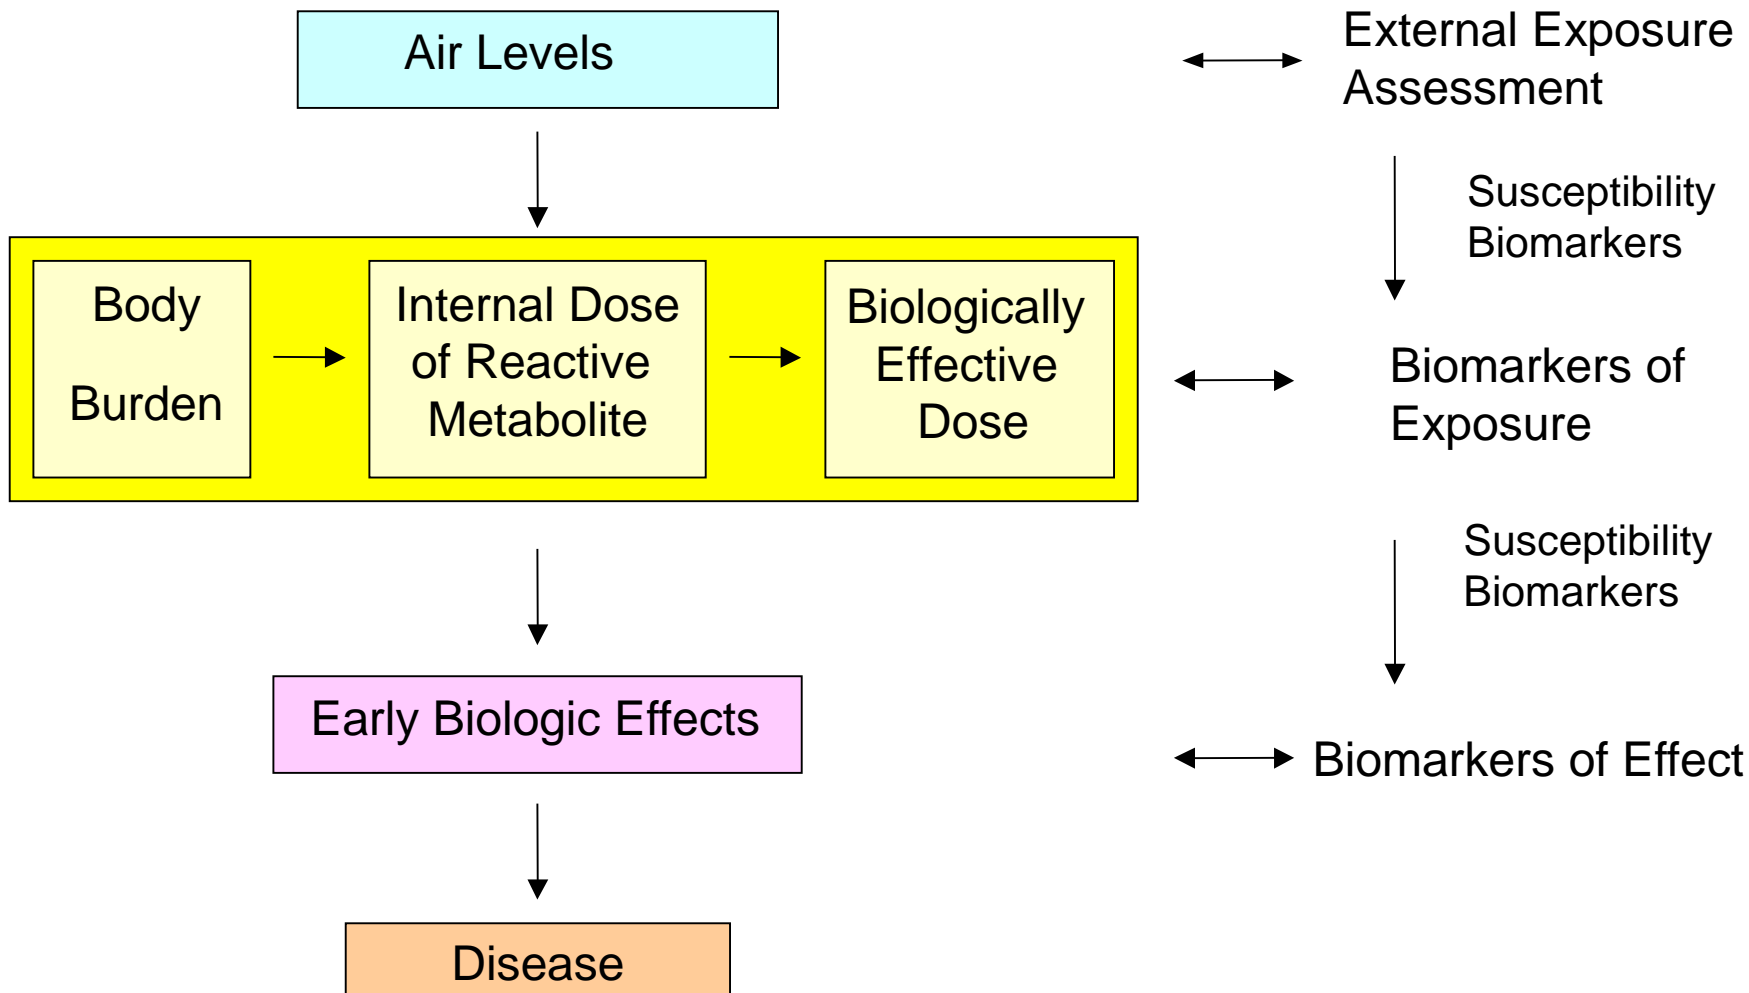 Air Levels
External Exposure
Assessment
Susceptibility
Biomarkers
Body
Burden
Internal Dose
of Reactive
Metabolite
Biologically
Effective
Dose
Biomarkers of
Exposure
Susceptibility
Biomarkers
Early Biologic Effects
Biomarkers of Effect
Disease